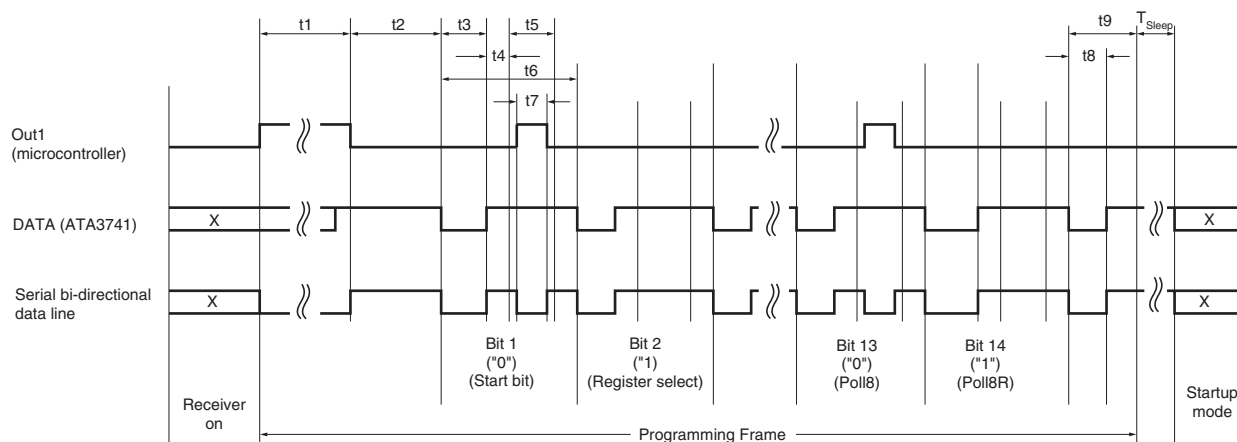 t1
t2
t3
t5
t9
TSleep
t4
t6
t8
t7
Out1
(microcontroller)
DATA (ATA3741)
X
X
Serial bi-directional
data line
X
X
Bit 1
("0")
(Start bit)
Bit 2
("1)
(Register select)
Bit 13
("0")
(Poll8)
Bit 14
("1")
(Poll8R)
Receiver
on
Programming Frame
Startup
mode